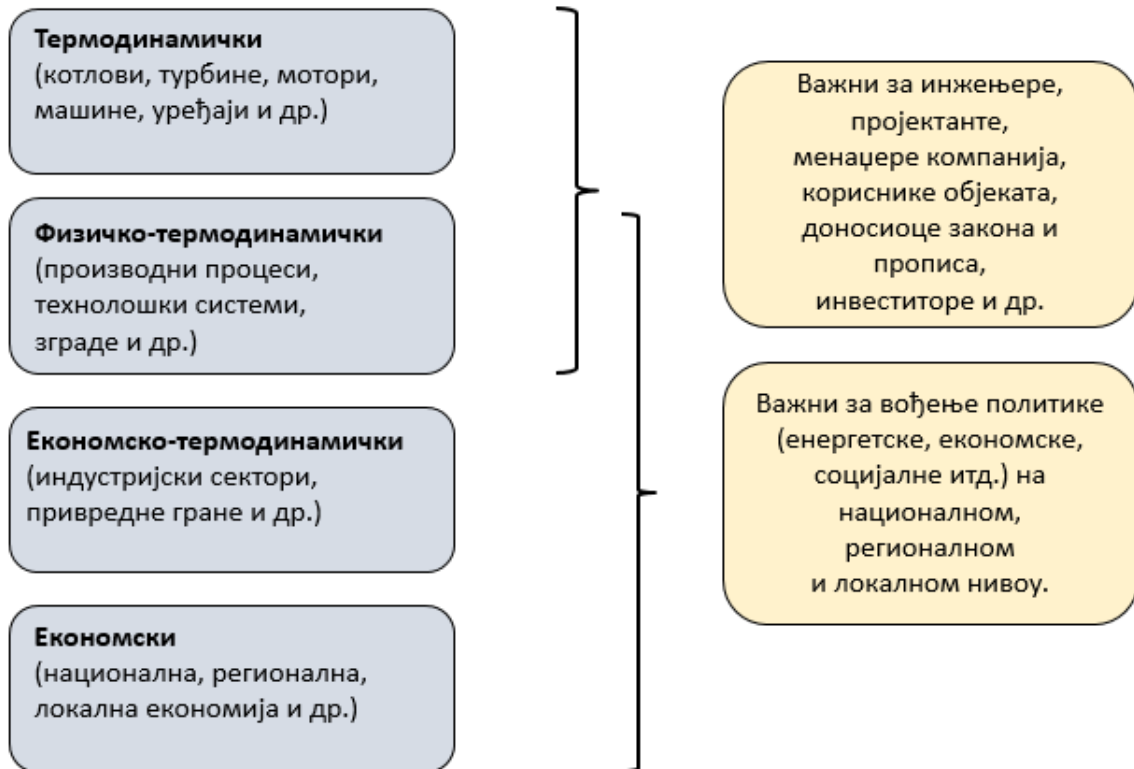 Термодинамички
(котлови, турбине, мотори,
машине, уређаји и др.)
Физичко-термодинамички
(производни процеси,
технолошки системи,
зграде и др.)
Економско-термодинамички
(индустријски сектори,
привредне гране и др.)
Економски
(национална, регионална,
локална економија и др.)
Важни за инжењере,
пројектанте,
менаџере компанија,
кориснике објеката,
доносиоце закона и
прописа,
инвеститоре и др.
Важни за вођење политике
(енергетске, економске,
социјалне итд.) на
националном,
регионалном
и локалном нивоу.